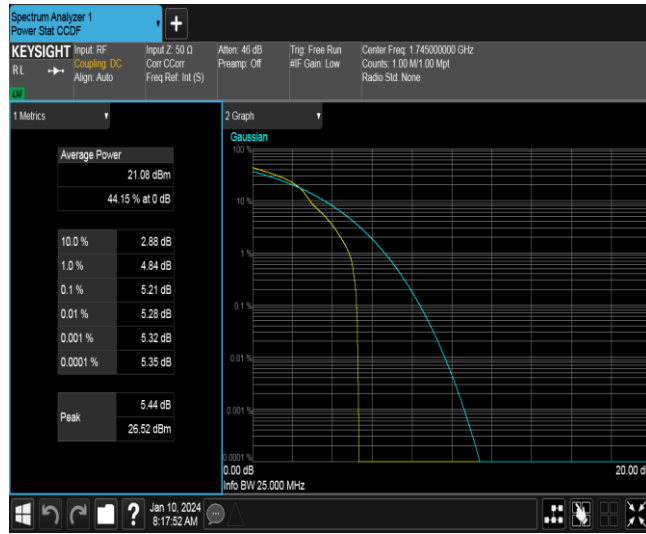 Spectrum Analyzer 1
Power Stat CCDF
+
KEYSIGHT
RL
LXI
Input: RF
Coupling: DC
Align: Auto
Input Z: 50 Ω
Corr CCorr
Freq Ref: Int (S)
Atten: 46 dB
Preamp: Off
Trig: Free Run
#IF Gain: Low
Center Freq: 1.745000000 GHz
Counts: 1.00 M/1.00 Mpt
Radio Std: None
1 Metrics
Average Power
21.08 dBm
44.15 % at 0 dB
10.0 % 2.88 dB
1.0 % 4.84 dB
0.1 % 5.21 dB
0.01 % 5.28 dB
0.001 % 5.32 dB
0.0001 % 5.35 dB
Peak
5.44 dB
26.52 dBm
2 Graph
Gaussian
100 %
10 %
1 %
0.1 %
0.01 %
0.001 %
0.0001 %
0.00 dB
20.00 d
Info BW 25.000 MHz
?
Jan 10, 2024
8:17:52 AM